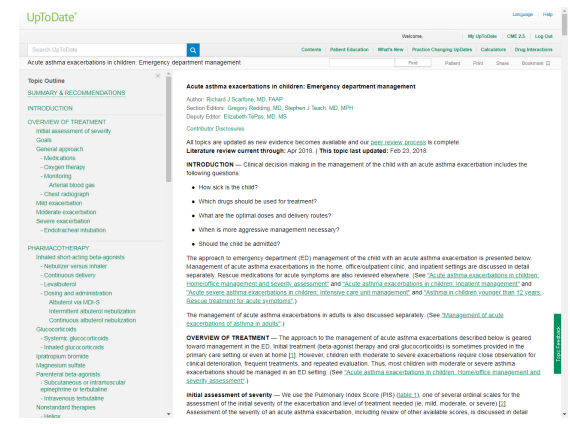 UpToDate®
Language Help
Welcome,
My UpToDate CME 2.5 Log Out
Search UpToDate
Contents Patient Education What's New Practice Changing UpDates Calculators Drug Interactions
Acute asthma exacerbations in children: Emergency department management
Find Patient Print Share Bookmark
Topic Outline
SUMMARY & RECOMMENDATIONS
INTRODUCTION
OVERVIEW OF TREATMENT
Initial assessment of severity
Goals
General approach
- Medications
- Oxygen therapy
- Monitoring
Arterial blood gas
- Chest radiograph
Mild exacerbation
Moderate exacerbation
Severe exacerbation
- Endotracheal intubation
PHARMACOTHERAPY
Inhaled short-acting beta-agonists
- Nebulizer versus inhaler
- Continuous delivery
- Levalbuterol
- Dosing and administration
Albuterol via MDI-S
Intermittent albuterol nebulization
Continuous albuterol nebulization
Glucocorticoids
- Systemic glucocorticoids
- Inhaled glucocorticoids
Ipratropium bromide
Magnesium sulfate
Parenteral beta-agonists
- Subcutaneous or intramuscular
epinephrine or terbutaline
- Intravenous terbutaline
Nonstandard therapies
- Heliox
Acute asthma exacerbations in children: Emergency department management
Author: Richard J Scarfone, MD, FAAP
Section Editors: Gregory Redding, MD, Stephen J Teach, MD, MPH
Deputy Editor: Elizabeth TePas, MD, MS
Contributor Disclosures
All topics are updated as new evidence becomes available and our peer review process is complete.
Literature review current through: Apr 2018. | This topic last updated: Feb 23, 2018.
INTRODUCTION — Clinical decision making in the management of the child with an acute asthma exacerbation includes the
following questions:
● How sick is the child?
● Which drugs should be used for treatment?
● What are the optimal doses and delivery routes?
● When is more aggressive management necessary?
● Should the child be admitted?
The approach to emergency department (ED) management of the child with an acute asthma exacerbation is presented below.
Management of acute asthma exacerbations in the home, office/outpatient clinic, and inpatient settings are discussed in detail
separately. Rescue medications for acute symptoms are also reviewed elsewhere. (See "Acute asthma exacerbations in children:
Home/office management and severity assessment" and "Acute asthma exacerbations in children: Inpatient management" and
"Acute severe asthma exacerbations in children: Intensive care unit management" and "Asthma in children younger than 12 years:
Rescue treatment for acute symptoms".)
The management of acute asthma exacerbations in adults is also discussed separately. (See "Management of acute
exacerbations of asthma in adults".)
OVERVIEW OF TREATMENT — The approach to the management of acute asthma exacerbations described below is geared
toward management in the ED. Initial treatment (beta-agonist therapy and oral glucocorticoids) is sometimes provided in the
primary care setting or even at home [1]. However, children with moderate to severe exacerbations require close observation for
clinical deterioration, frequent treatments, and repeated evaluation. Thus, most children with moderate or severe asthma
exacerbations should be managed in an ED setting. (See "Acute asthma exacerbations in children: Home/office management and
severity assessment".)
Initial assessment of severity — We use the Pulmonary Index Score (PIS) (table 1), one of several ordinal scales for the
assessment of the initial severity of the exacerbation and level of treatment needed (ie, mild, moderate, or severe) [2].
Assessment of the severity of an acute asthma exacerbation, including review of other available scores, is discussed in detail
Topic Feedback